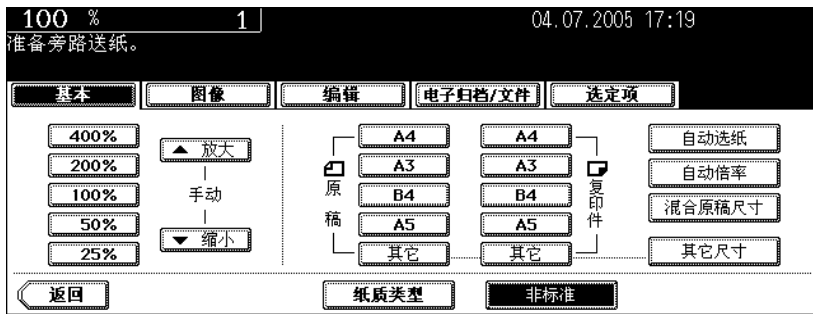 100 % 1 04.07.2005 17:19
准备旁路送纸。
基本 图像 编辑 电子归档/文件 选定项
400% ▲ 放大 A4 A4 自动选纸
200% A3 A3 自动倍率
100% 手动 原稿 B4 B4 复印件 混合原稿尺寸
50% ▼ 缩小 A5 A5
25% 其它 其它 其它尺寸
返回 纸质类型 非标准